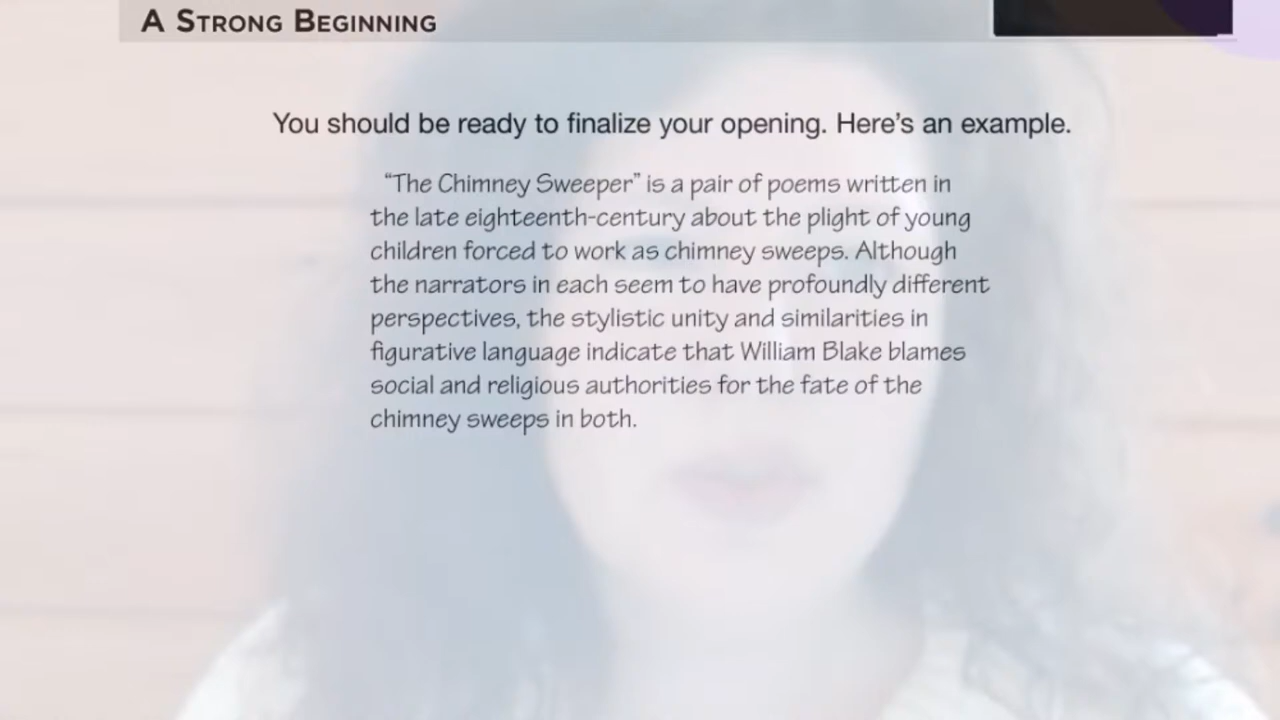 A STRONG BEGINNING
You should be ready to finalize your opening. Here’s an example.
“The Chimney Sweeper” is a pair of poems written in
the late eighteenth-century about the plight of young
children forced to work as chimney sweeps. Although
the narrators in each seem to have profoundly different
perspectives, the stylistic unity and similarities in
figurative language indicate that William Blake blames
social and religious authorities for the fate of the
chimney sweeps in both.